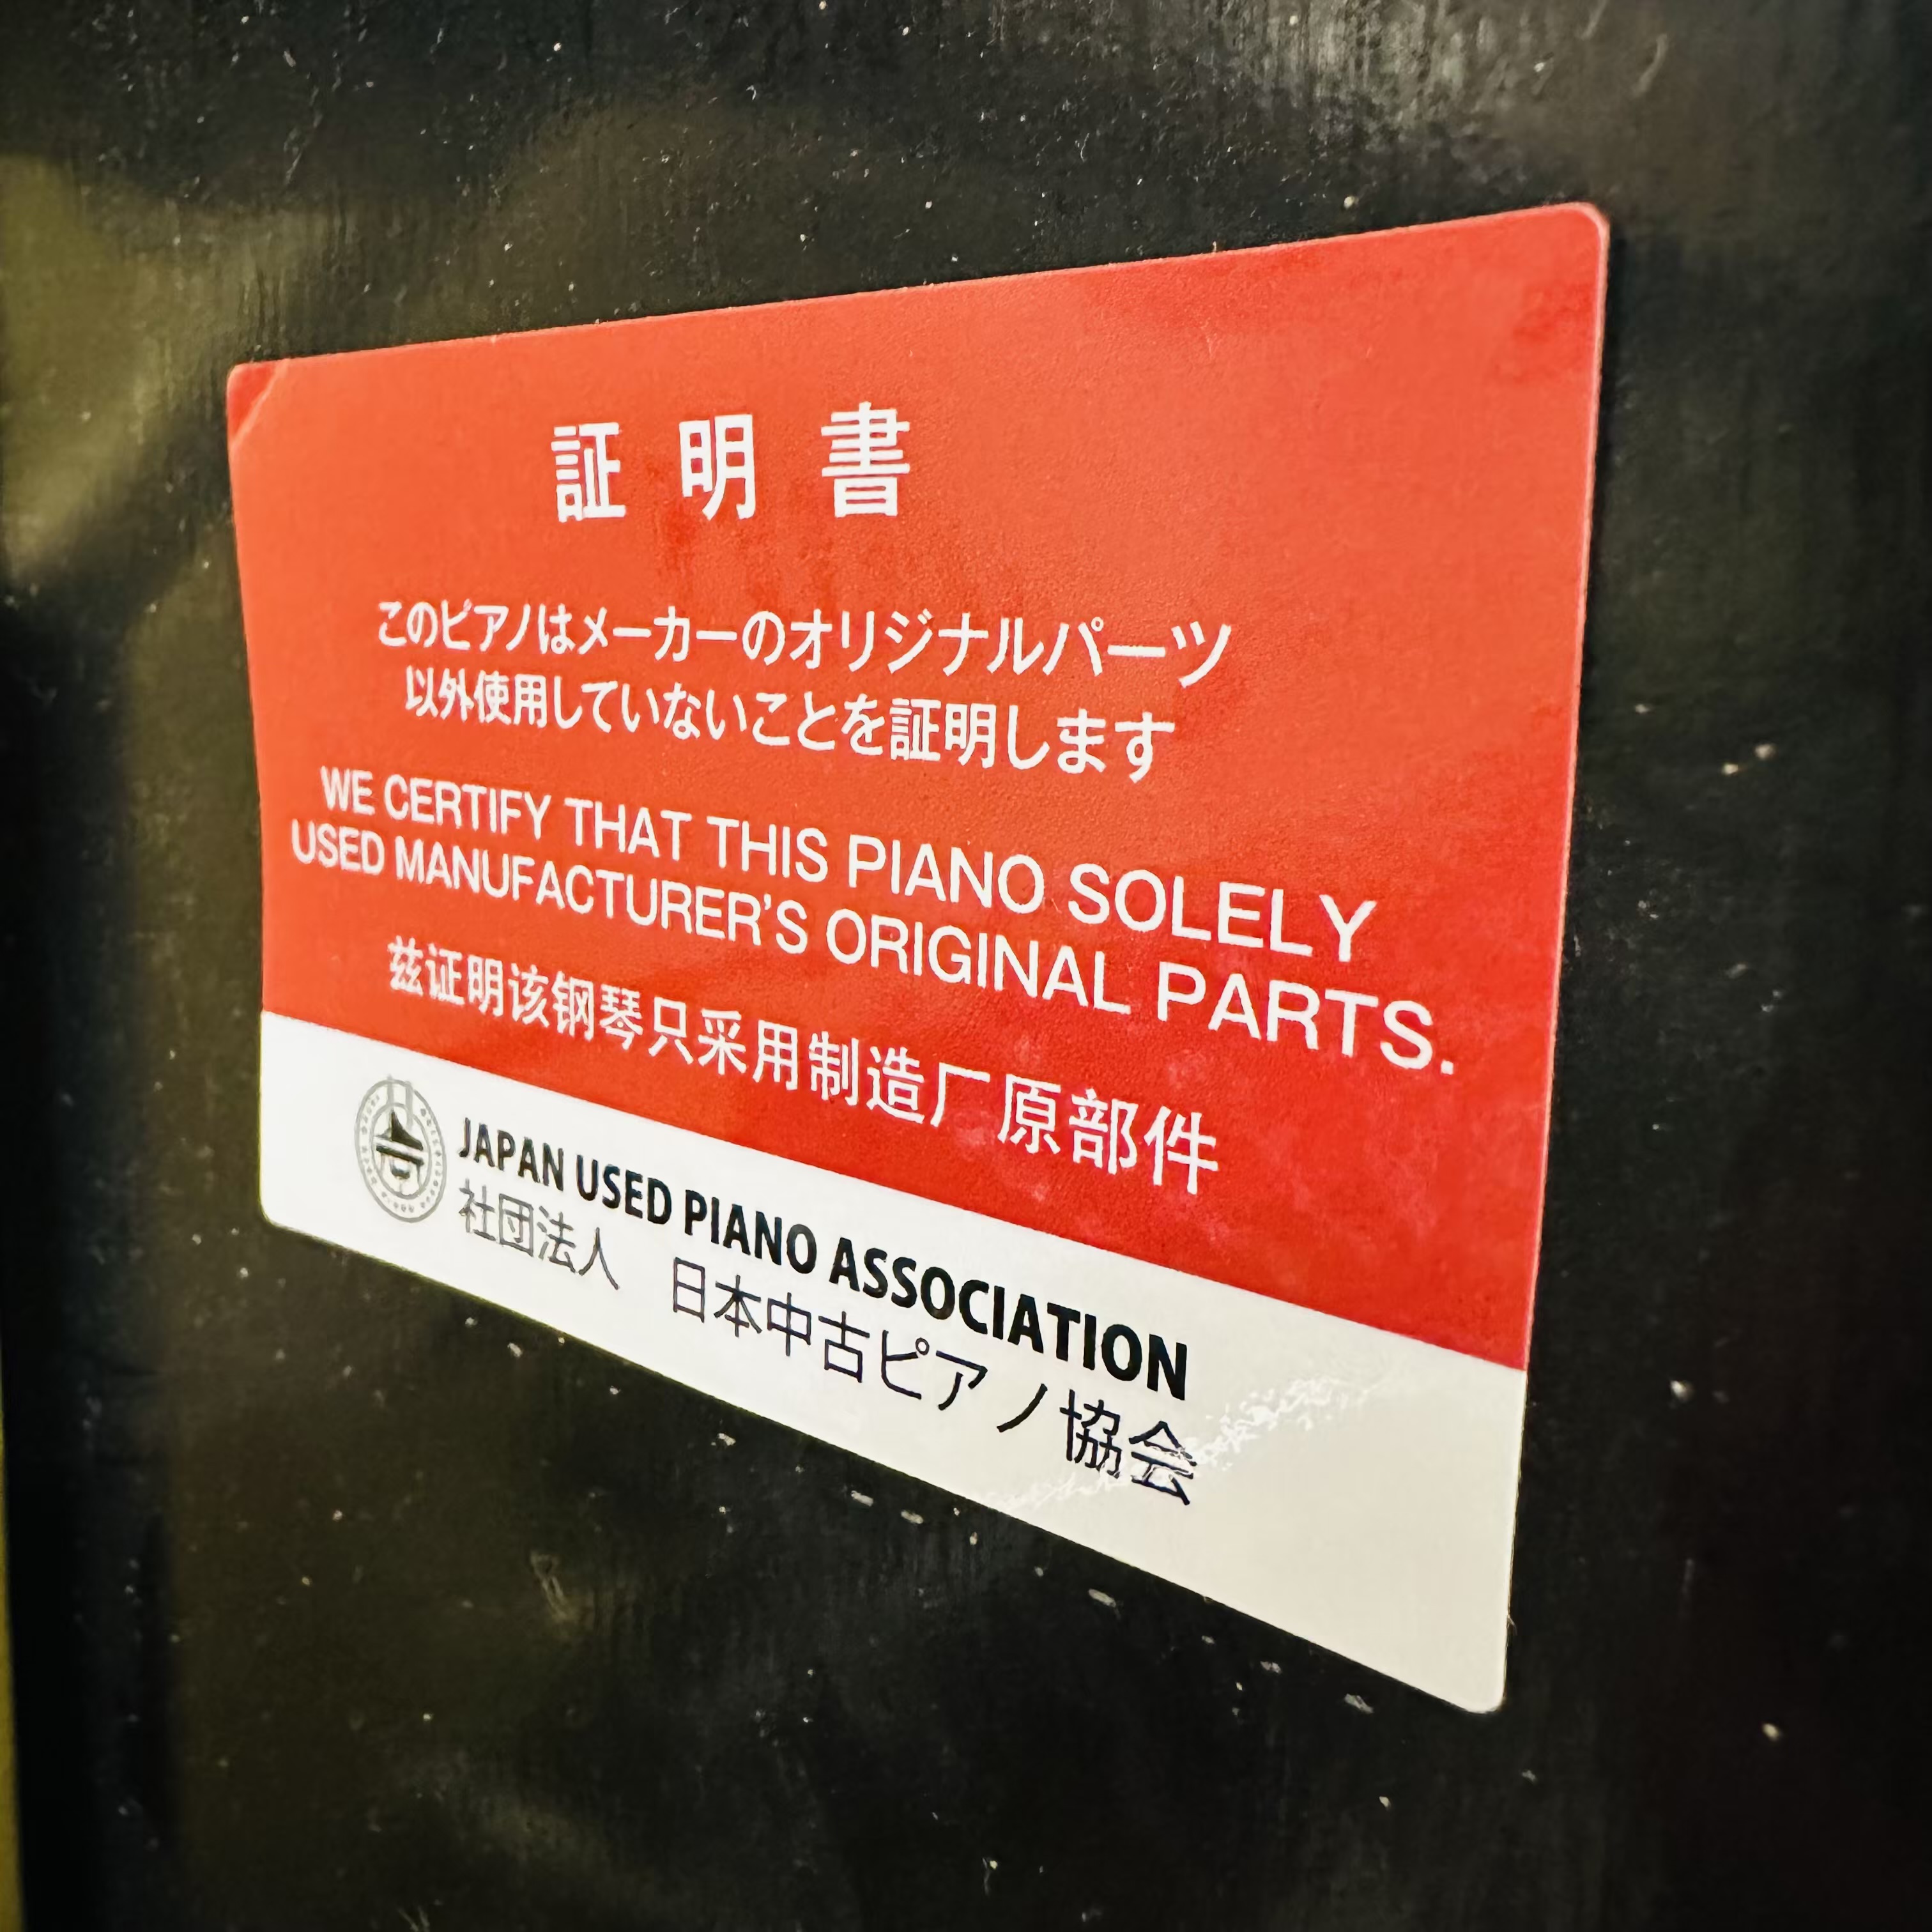 証明書
このピアノはメーカーのオリジナルパーツ
以外使用していないことを証明します
WE CERTIFY THAT THIS PIANO SOLELY
USED MANUFACTURER'S ORIGINAL PARTS.
兹证明该钢琴只采用制造厂原部件
JAPAN USED PIANO ASSOCIATION
社団法人 日本中古ピアノ協会